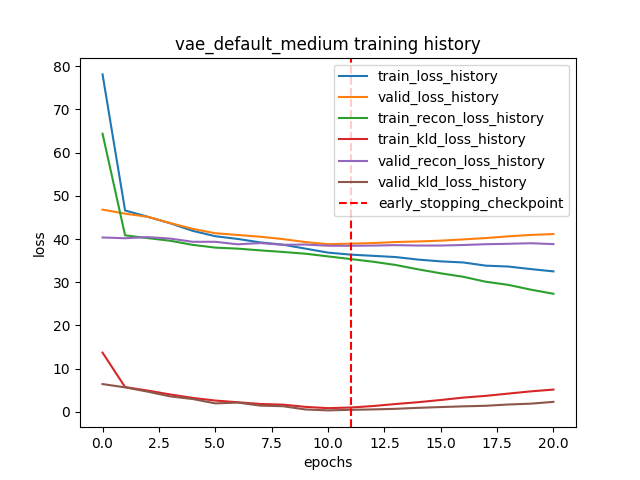 vae_default_medium training history
80
70
60
50
40
30
20
10
0
loss
train_loss_history
valid_loss_history
train_recon_loss_history
train_kld_loss_history
valid_recon_loss_history
valid_kld_loss_history
early_stopping_checkpoint
0.0 2.5 5.0 7.5 10.0 12.5 15.0 17.5 20.0
epochs